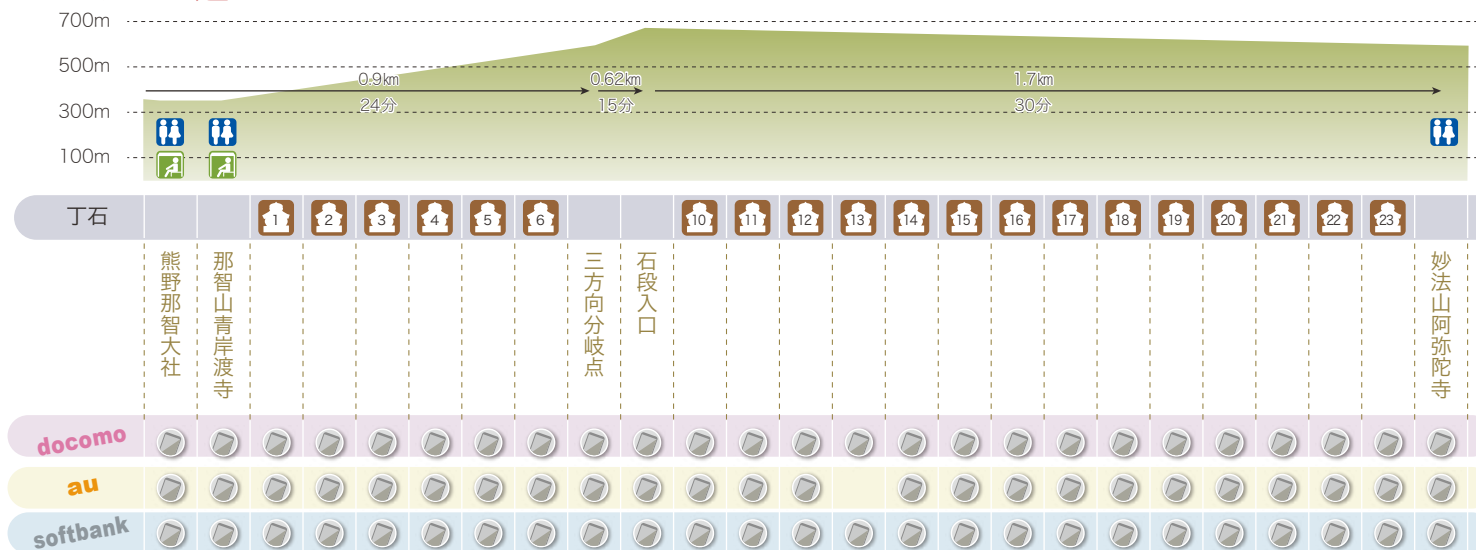 700m
500m
300m
100m
0.9km
24分
0.62km
15分
1.7km
30分
丁石
1
2
3
4
5
6
10
11
12
13
14
15
16
17
18
19
20
21
22
23
熊野那智大社
那智山青岸渡寺
三方向分岐点
石段入口
妙法山阿弥陀寺
docomo
au
softbank